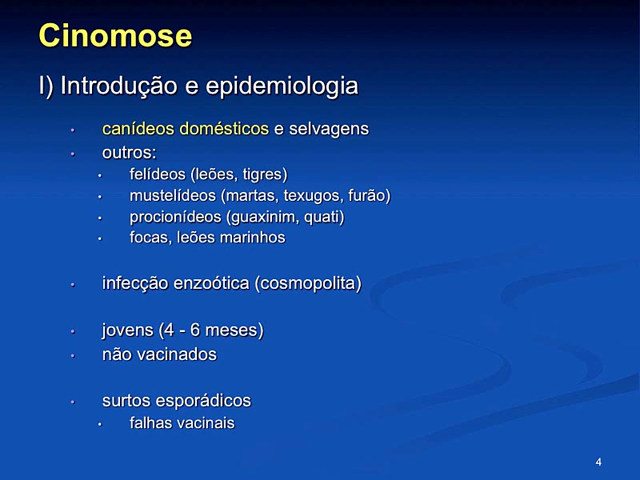 Cinomose
I) Introdução e epidemiologia
• canídeos domésticos e selvagens
• outros:
• felídeos (leões, tigres)
• mustelídeos (martas, texugos, furão)
• procionídeos (guaxinim, quati)
• focas, leões marinhos
• infecção enzoótica (cosmopolita)
• jovens (4 - 6 meses)
• não vacinados
• surtos esporádicos
• falhas vacinais
4